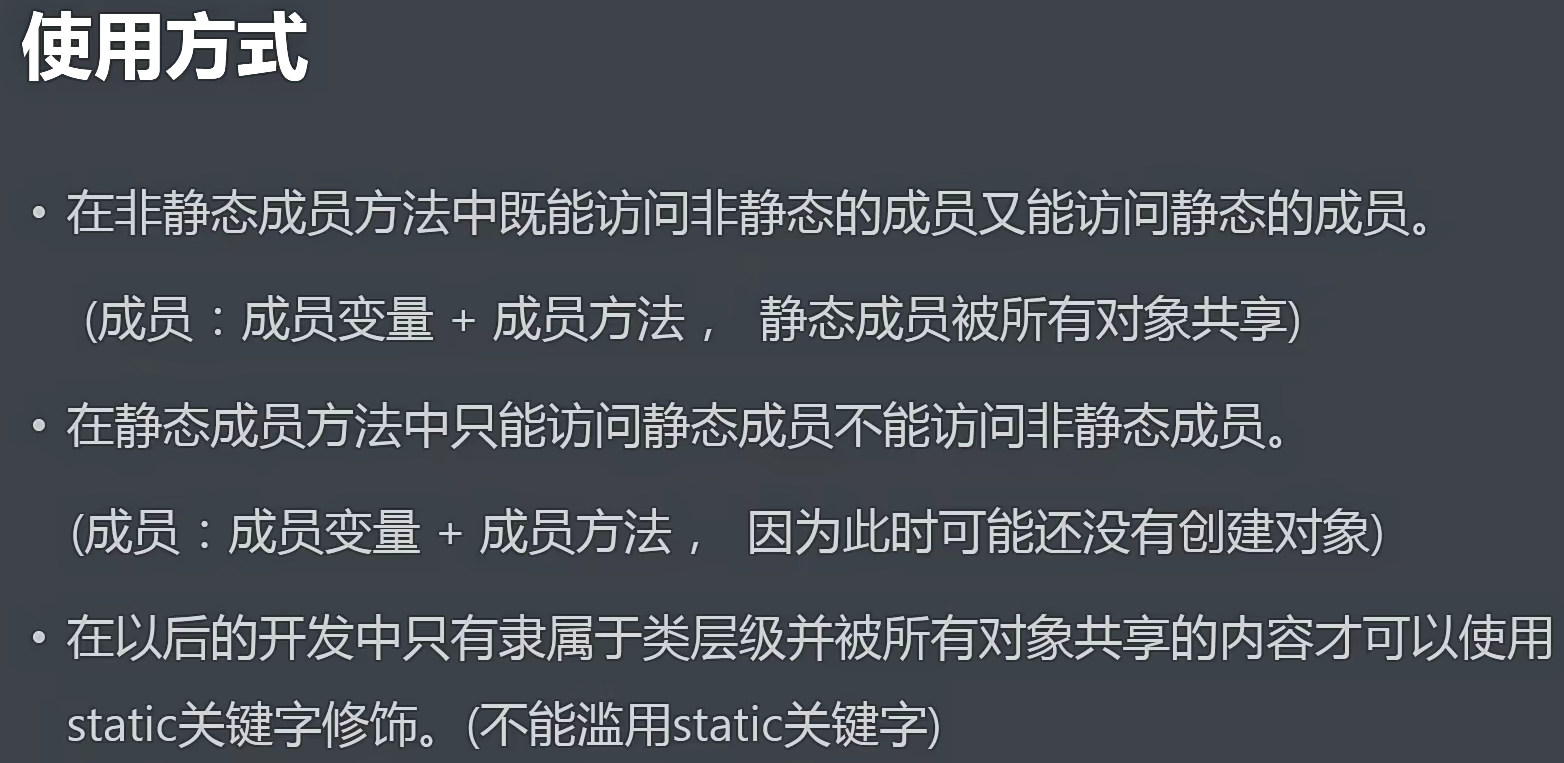 使用方式
• 在非静态成员方法中既能访问非静态的成员又能访问静态的成员。
(成员：成员变量 + 成员方法， 静态成员被所有对象共享)
• 在静态成员方法中只能访问静态成员不能访问非静态成员。
(成员：成员变量 + 成员方法， 因为此时可能还没有创建对象)
• 在以后的开发中只有隶属于类层级并被所有对象共享的内容才可以使用
static关键字修饰。(不能滥用static关键字)